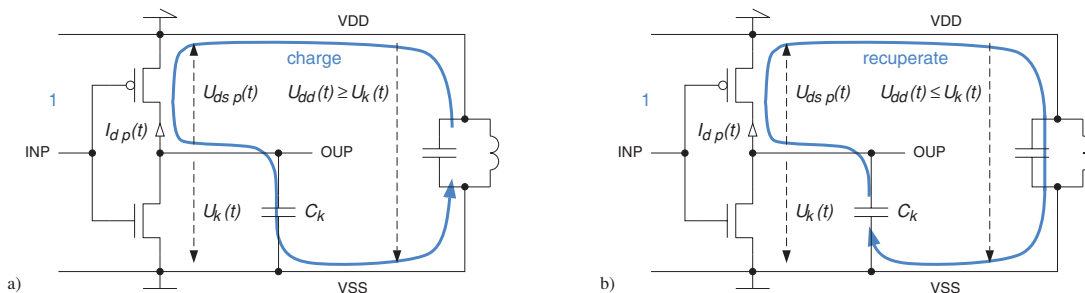 VDD
charge
1
U_ds p(t)
U_dd(t) ≥ U_k(t)
I_d p(t)
INP
OUP
U_k(t)
C_k
a)
VSS
VDD
recuperate
1
U_ds p(t)
U_dd(t) ≤ U_k(t)
I_d p(t)
INP
OUP
U_k(t)
C_k
b)
VSS